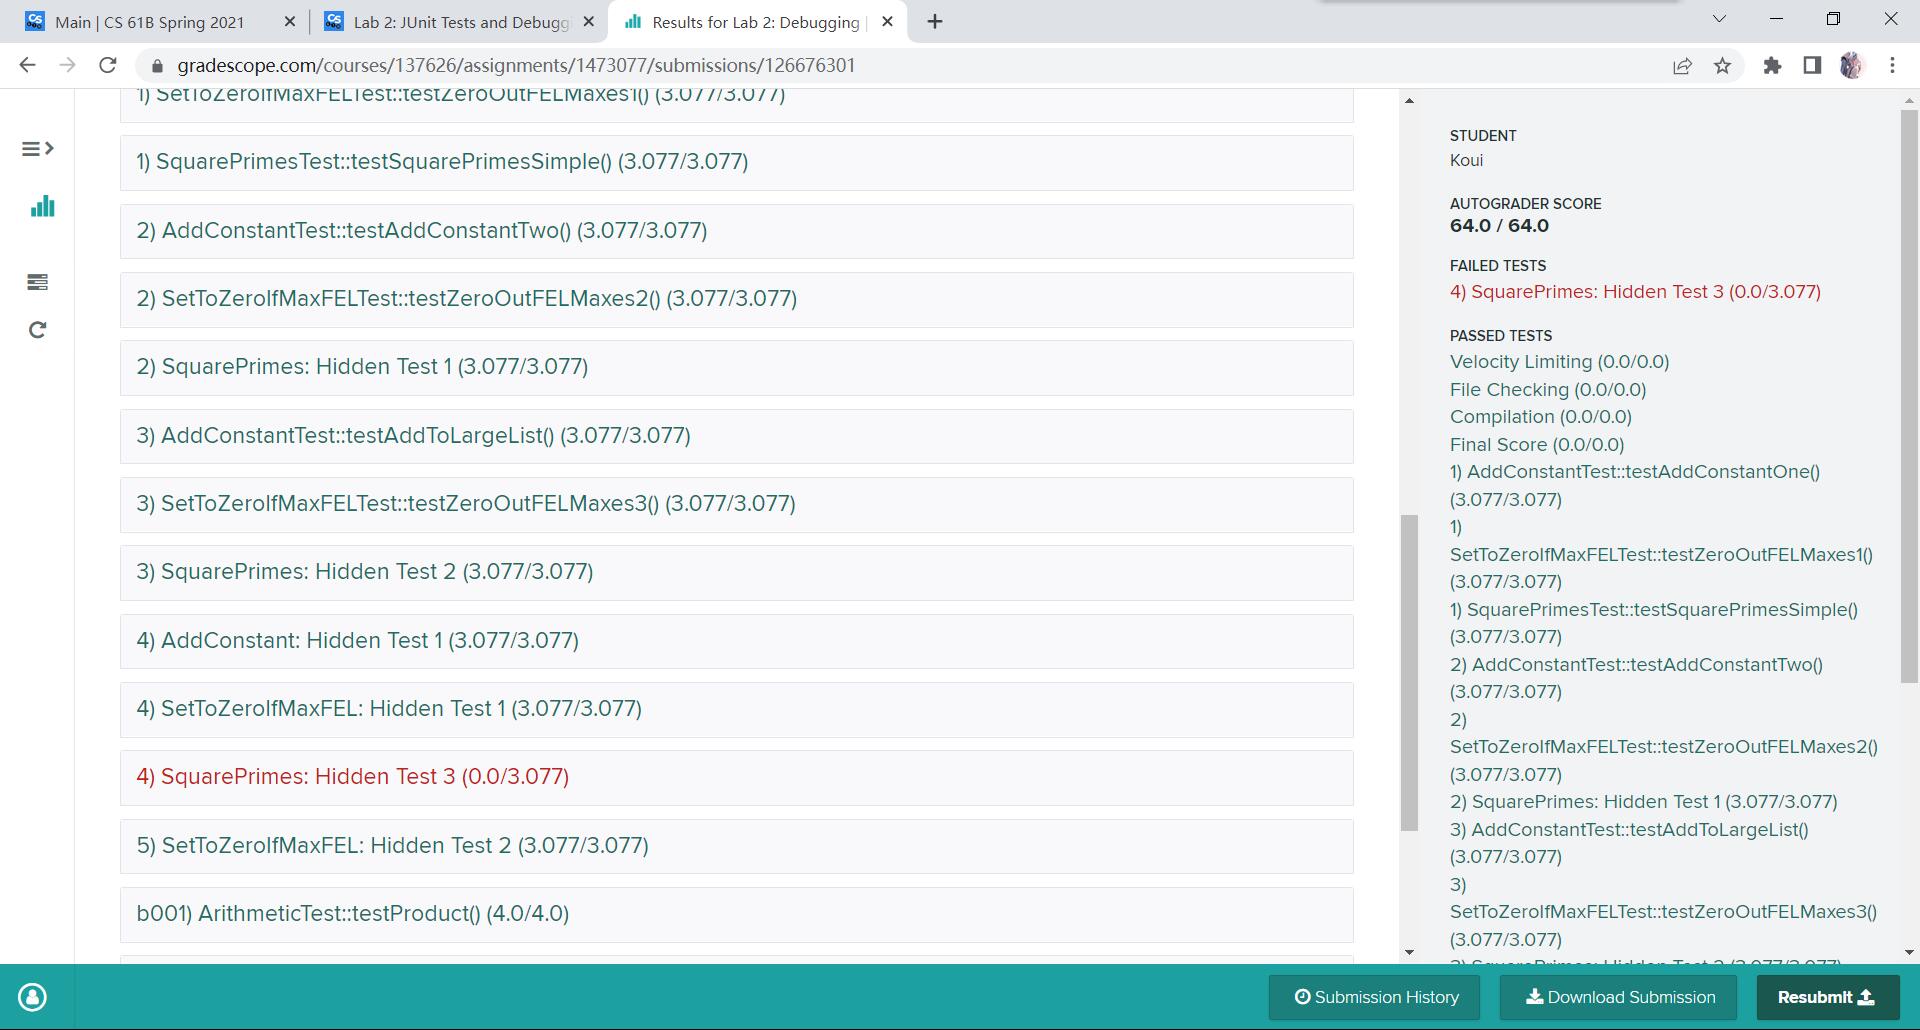 Main | CS 61B Spring 2021
Lab 2: JUnit Tests and Debugg
Results for Lab 2: Debugging |
gradescope.com/courses/137626/assignments/1473077/submissions/126676301
1) SetToZeroIfMaxFELTest::testZeroOutFELMaxes1() (3.077/3.077)
1) SquarePrimesTest::testSquarePrimesSimple() (3.077/3.077)
2) AddConstantTest::testAddConstantTwo() (3.077/3.077)
2) SetToZeroIfMaxFELTest::testZeroOutFELMaxes2() (3.077/3.077)
2) SquarePrimes: Hidden Test 1 (3.077/3.077)
3) AddConstantTest::testAddToLargeList() (3.077/3.077)
3) SetToZeroIfMaxFELTest::testZeroOutFELMaxes3() (3.077/3.077)
3) SquarePrimes: Hidden Test 2 (3.077/3.077)
4) AddConstant: Hidden Test 1 (3.077/3.077)
4) SetToZeroIfMaxFEL: Hidden Test 1 (3.077/3.077)
4) SquarePrimes: Hidden Test 3 (0.0/3.077)
5) SetToZeroIfMaxFEL: Hidden Test 2 (3.077/3.077)
b001) ArithmeticTest::testProduct() (4.0/4.0)
STUDENT
Koui
AUTOGRADER SCORE
64.0 / 64.0
FAILED TESTS
4) SquarePrimes: Hidden Test 3 (0.0/3.077)
PASSED TESTS
Velocity Limiting (0.0/0.0)
File Checking (0.0/0.0)
Compilation (0.0/0.0)
Final Score (0.0/0.0)
1) AddConstantTest::testAddConstantOne()
(3.077/3.077)
1)
SetToZeroIfMaxFELTest::testZeroOutFELMaxes1()
(3.077/3.077)
1) SquarePrimesTest::testSquarePrimesSimple()
(3.077/3.077)
2) AddConstantTest::testAddConstantTwo()
(3.077/3.077)
2)
SetToZeroIfMaxFELTest::testZeroOutFELMaxes2()
(3.077/3.077)
2) SquarePrimes: Hidden Test 1 (3.077/3.077)
3) AddConstantTest::testAddToLargeList()
(3.077/3.077)
3)
SetToZeroIfMaxFELTest::testZeroOutFELMaxes3()
(3.077/3.077)
3) SquarePrimes: Hidden Test 2 (3.077/3.077)
Submission History
Download Submission
Resubmit